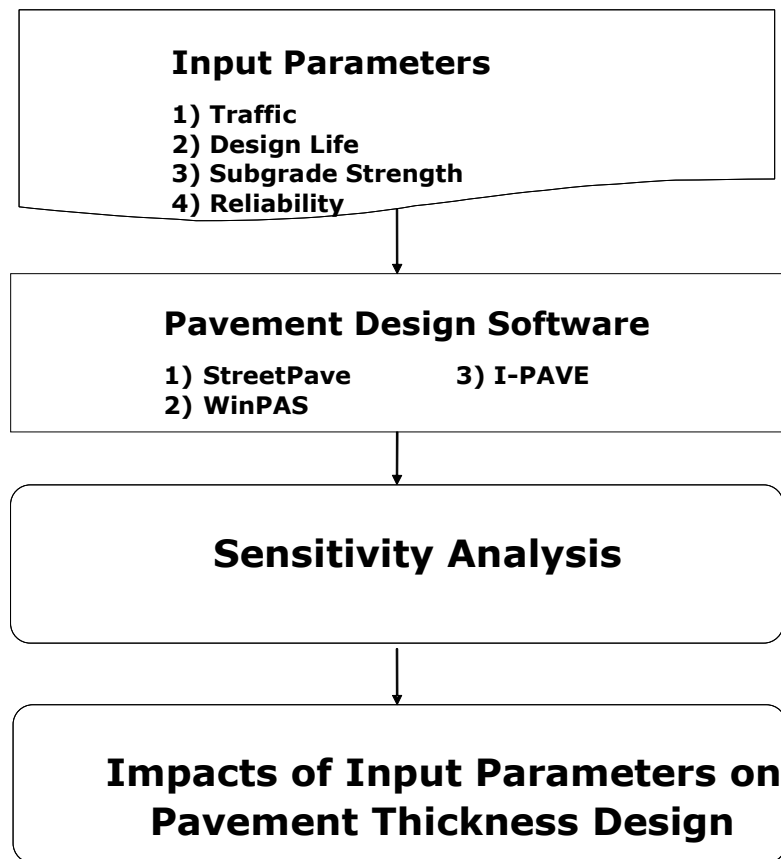 Input Parameters
1) Traffic
2) Design Life
3) Subgrade Strength
4) Reliability
Pavement Design Software
1) StreetPave 3) I-PAVE
2) WinPAS
Sensitivity Analysis
Impacts of Input Parameters on
Pavement Thickness Design